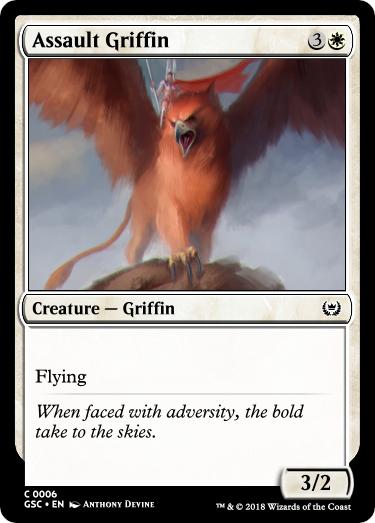 Assault Griffin 3
Creature — Griffin
Flying
When faced with adversity, the bold
take to the skies.
3/2
C 0006
GSC • EN Anthony Devine
™ & © 2018 Wizards of the Coast